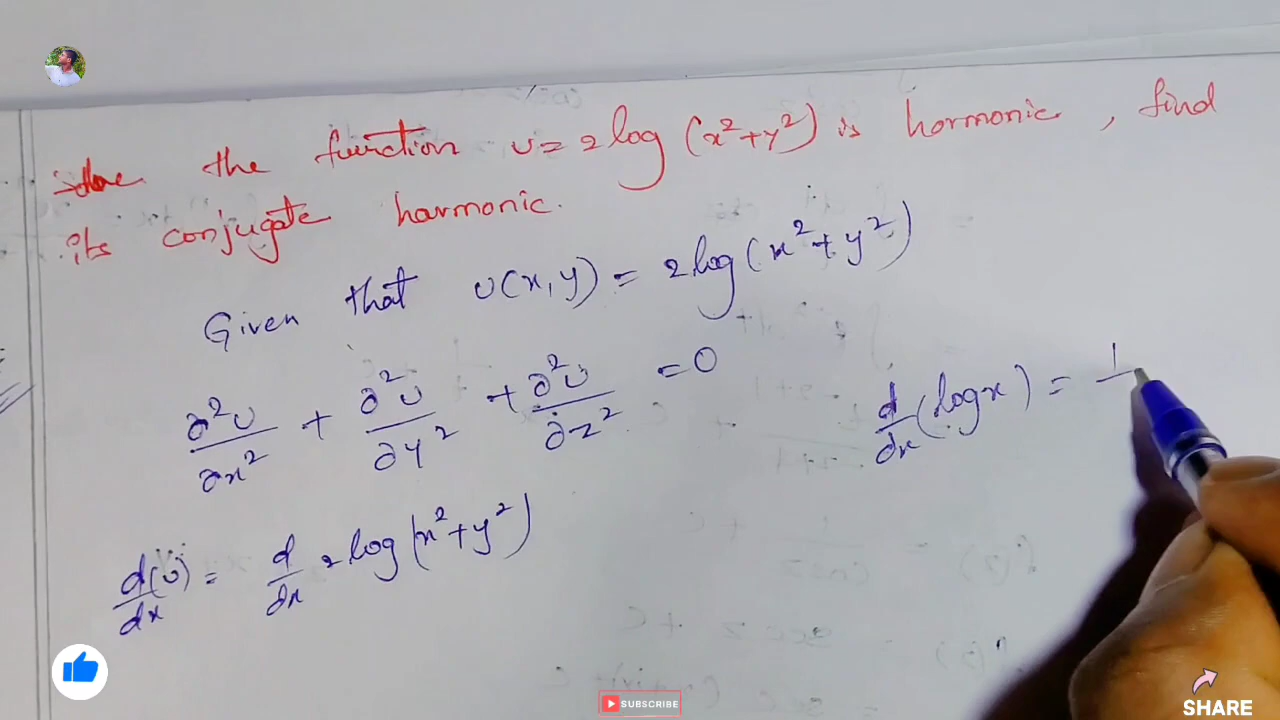 the function u = 2 log (x² + y²) is harmonic, find
its conjugate harmonic.
Given that u(x, y) = 2 log (x² + y²)
∂²u/∂x² + ∂²u/∂y² + ∂²u/∂z² = 0
d/dx (log x) = 1
d(u)/dx = d/dx 2 log (x² + y²)
SUBSCRIBE
SHARE